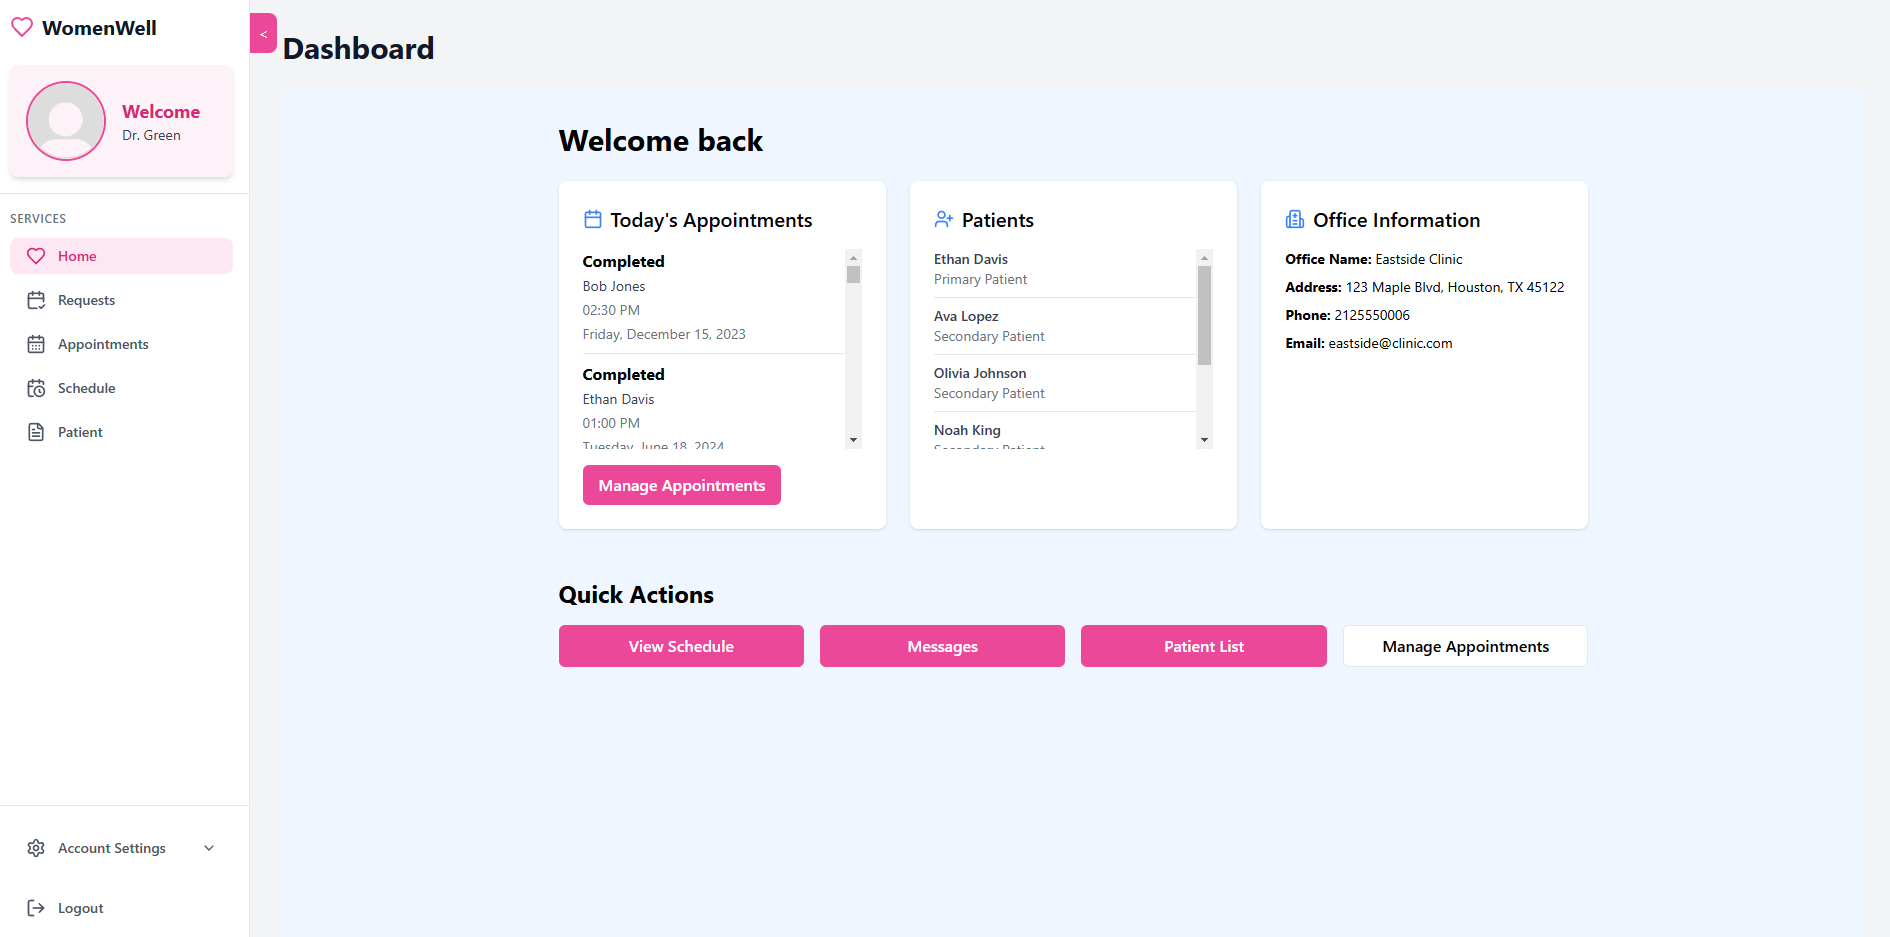 WomenWell
<
Dashboard
Welcome
Dr. Green
SERVICES
Home
Requests
Appointments
Schedule
Patient
Account Settings
Logout
Welcome back
Today's Appointments
Completed
Bob Jones
02:30 PM
Friday, December 15, 2023
Completed
Ethan Davis
01:00 PM
Tuesday, June 18, 2024
Manage Appointments
Patients
Ethan Davis
Primary Patient
Ava Lopez
Secondary Patient
Olivia Johnson
Secondary Patient
Noah King
Secondary Patient
Office Information
Office Name: Eastside Clinic
Address: 123 Maple Blvd, Houston, TX 45122
Phone: 2125550006
Email: eastside@clinic.com
Quick Actions
View Schedule
Messages
Patient List
Manage Appointments